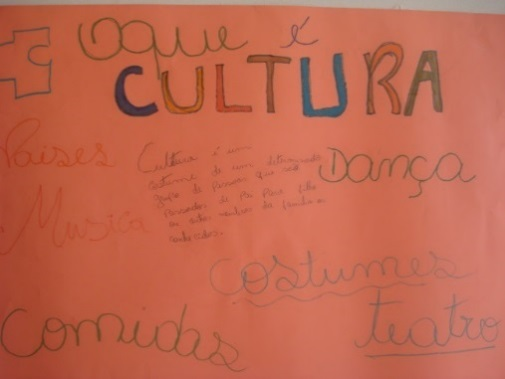 oque é
CULTURA
Paises
Cultura é um
costume de um determinado
grupo de Pessoas que são
Passados de Pai Para filho
ou outros membros da familia e
conhecidos.
Dança
Musica
Costumes
Comidas
teatro